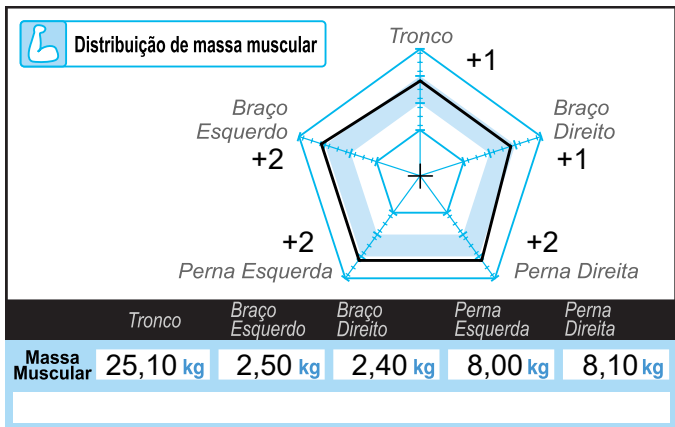 Distribuição de massa muscular
Tronco
+1
Braço
Esquerdo
+2
Braço
Direito
+1
+2
Perna Esquerda
+2
Perna Direita
Tronco
Braço
Esquerdo
Braço
Direito
Perna
Esquerda
Perna
Direita
Massa
Muscular
25,10 kg
2,50 kg
2,40 kg
8,00 kg
8,10 kg